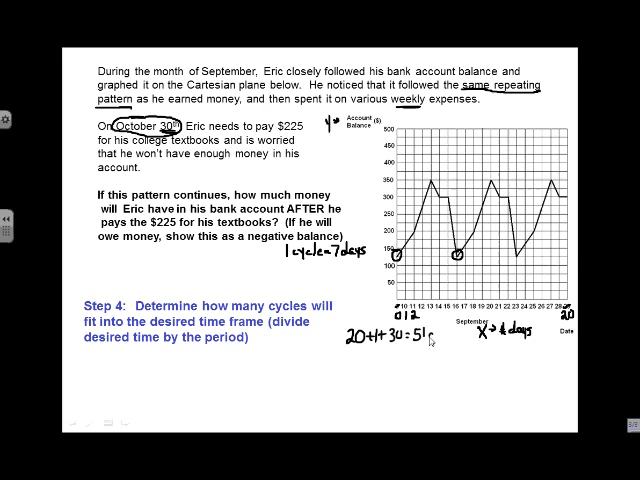 During the month of September, Eric closely followed his bank account balance and
graphed it on the Cartesian plane below. He noticed that it followed the same repeating
pattern as he earned money, and then spent it on various weekly expenses.
On October 30th, Eric needs to pay $225
for his college textbooks and is worried
that he won't have enough money in his
account.
If this pattern continues, how much money
will Eric have in his bank account AFTER he
pays the $225 for his textbooks? (If he will
owe money, show this as a negative balance)
1 cycle = 7 days
Step 4: Determine how many cycles will
fit into the desired time frame (divide
desired time by the period)
Account
Balance
($)
500
450
400
350
300
250
200
150
100
50
10 11 12 13 14 15 16 17 18 19 20 21 22 23 24 25 26 27 28
0 1 2
20
September
Date
20+1+30=51
3/5